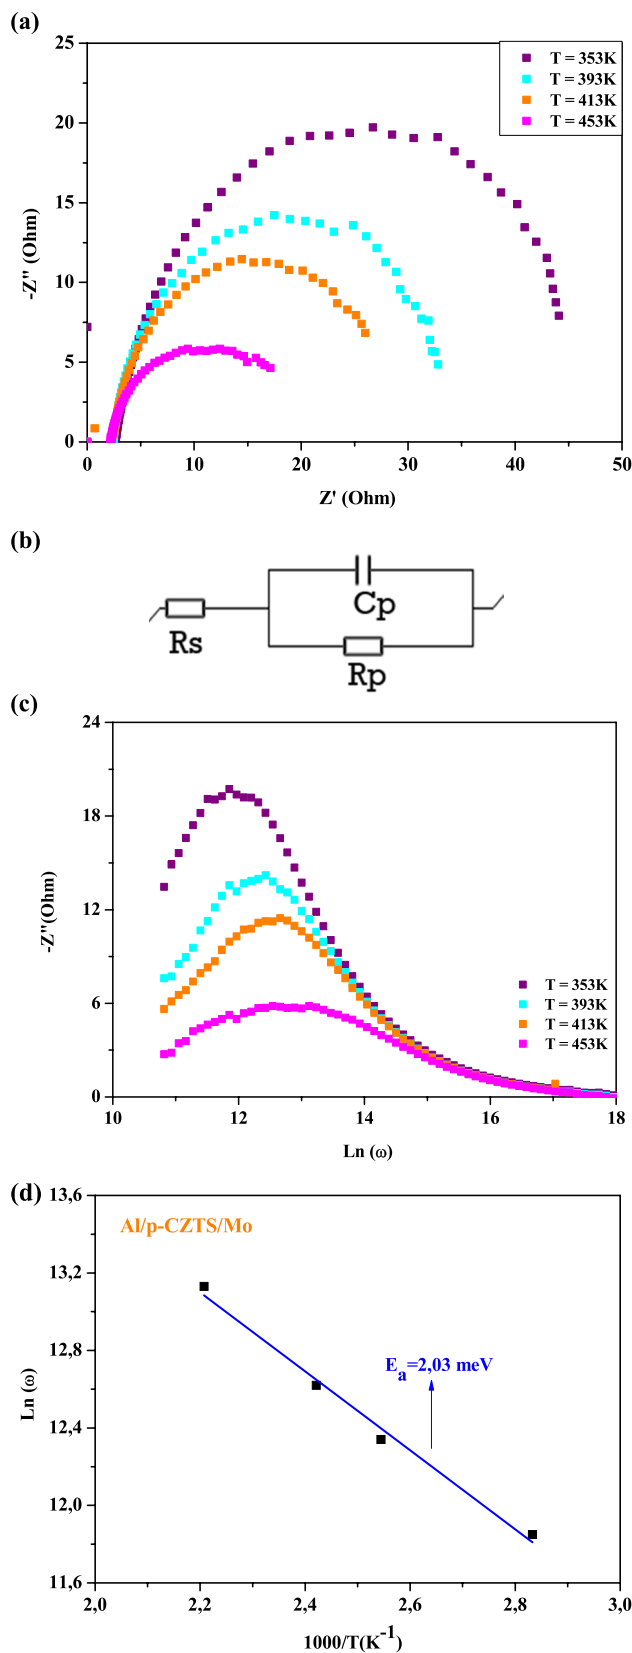 (a)
25
20
15
10
5
0
-Z" (Ohm)
T = 353K
T = 393K
T = 413K
T = 453K
0 10 20 30 40 50
Z' (Ohm)
(b)
Cp
Rs
Rp
(c)
24
18
12
6
0
-Z"(Ohm)
T = 353K
T = 393K
T = 413K
T = 453K
10 12 14 16 18
Ln (ω)
(d)
13,6
13,2
12,8
12,4
12,0
11,6
Ln (ω)
Al/p-CZTS/Mo
Ea=2,03 meV
2,0 2,2 2,4 2,6 2,8 3,0
1000/T(K-1)